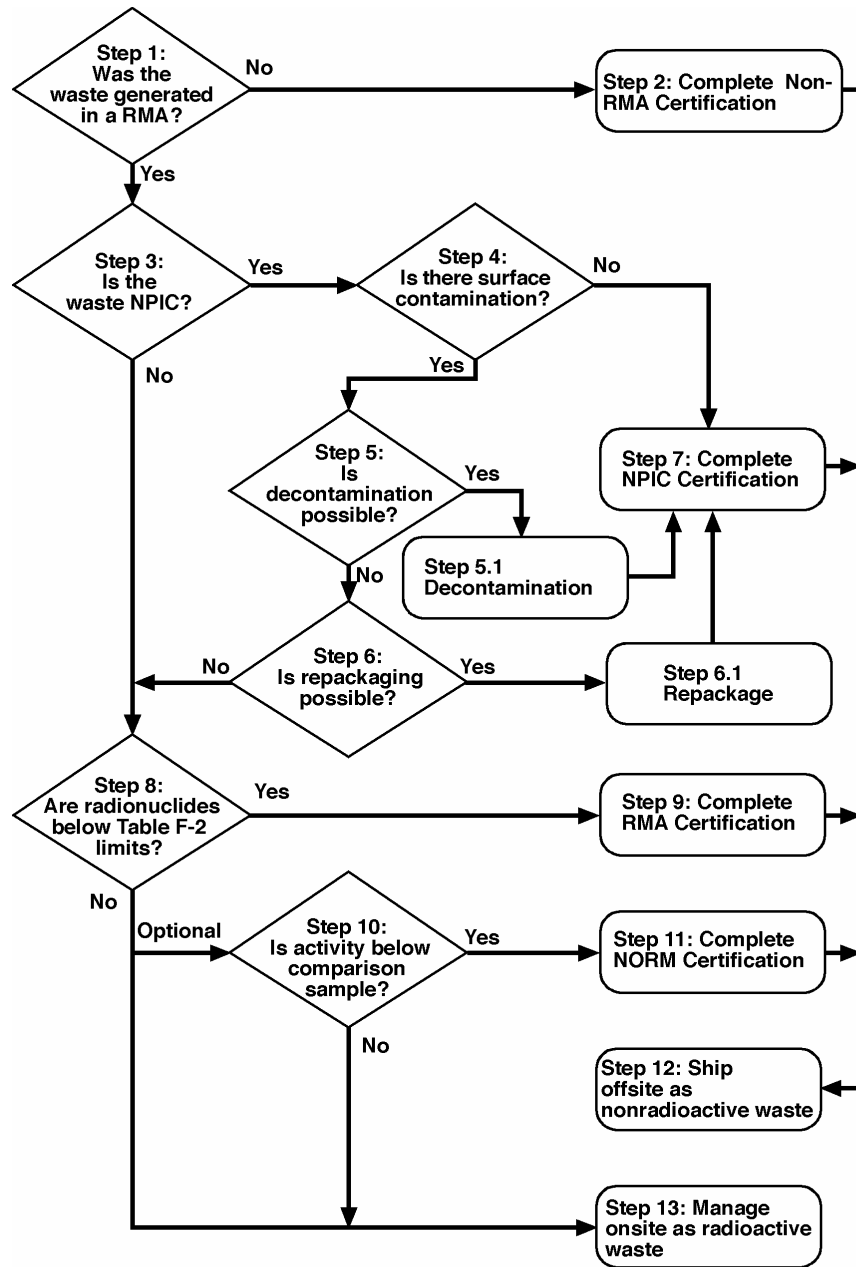 Step 1:
Was the
waste generated
in a RMA?
No
Step 2: Complete Non-
RMA Certification
Yes
Step 3:
Is the
waste NPIC?
Yes
Step 4:
Is there surface
contamination?
No
No
Yes
Step 5:
Is
decontamination
possible?
Yes
Step 7: Complete
NPIC Certification
Step 5.1
Decontamination
No
Step 6:
Is repackaging
possible?
No
Yes
Step 6.1
Repackage
Step 8:
Are radionuclides
below Table F-2
limits?
Yes
Step 9: Complete
RMA Certification
No
Optional
Step 10:
Is activity below
comparison
sample?
Yes
Step 11: Complete
NORM Certification
No
Step 12: Ship
offsite as
nonradioactive waste
Step 13: Manage
onsite as radioactive
waste